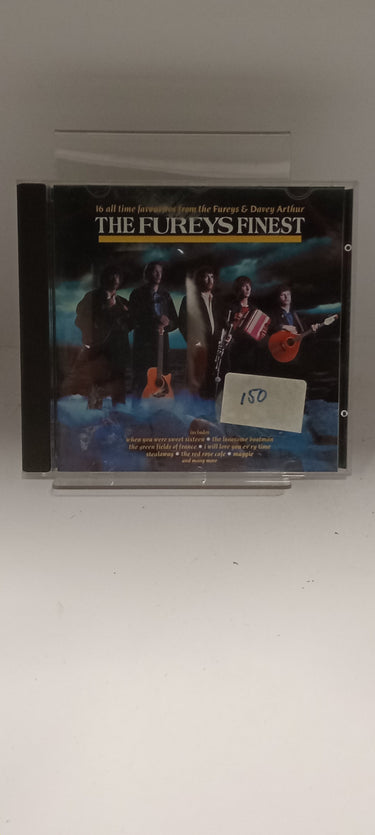 16 all time favourites from the Fureys & Davey Arthur
THE FUREYS FINEST
150
includes
when you were sweet sixteen • the lonesome boatman
the green fields of france • i will love you ev'ry time
steal away • the red rose cafe • maggie
and many more